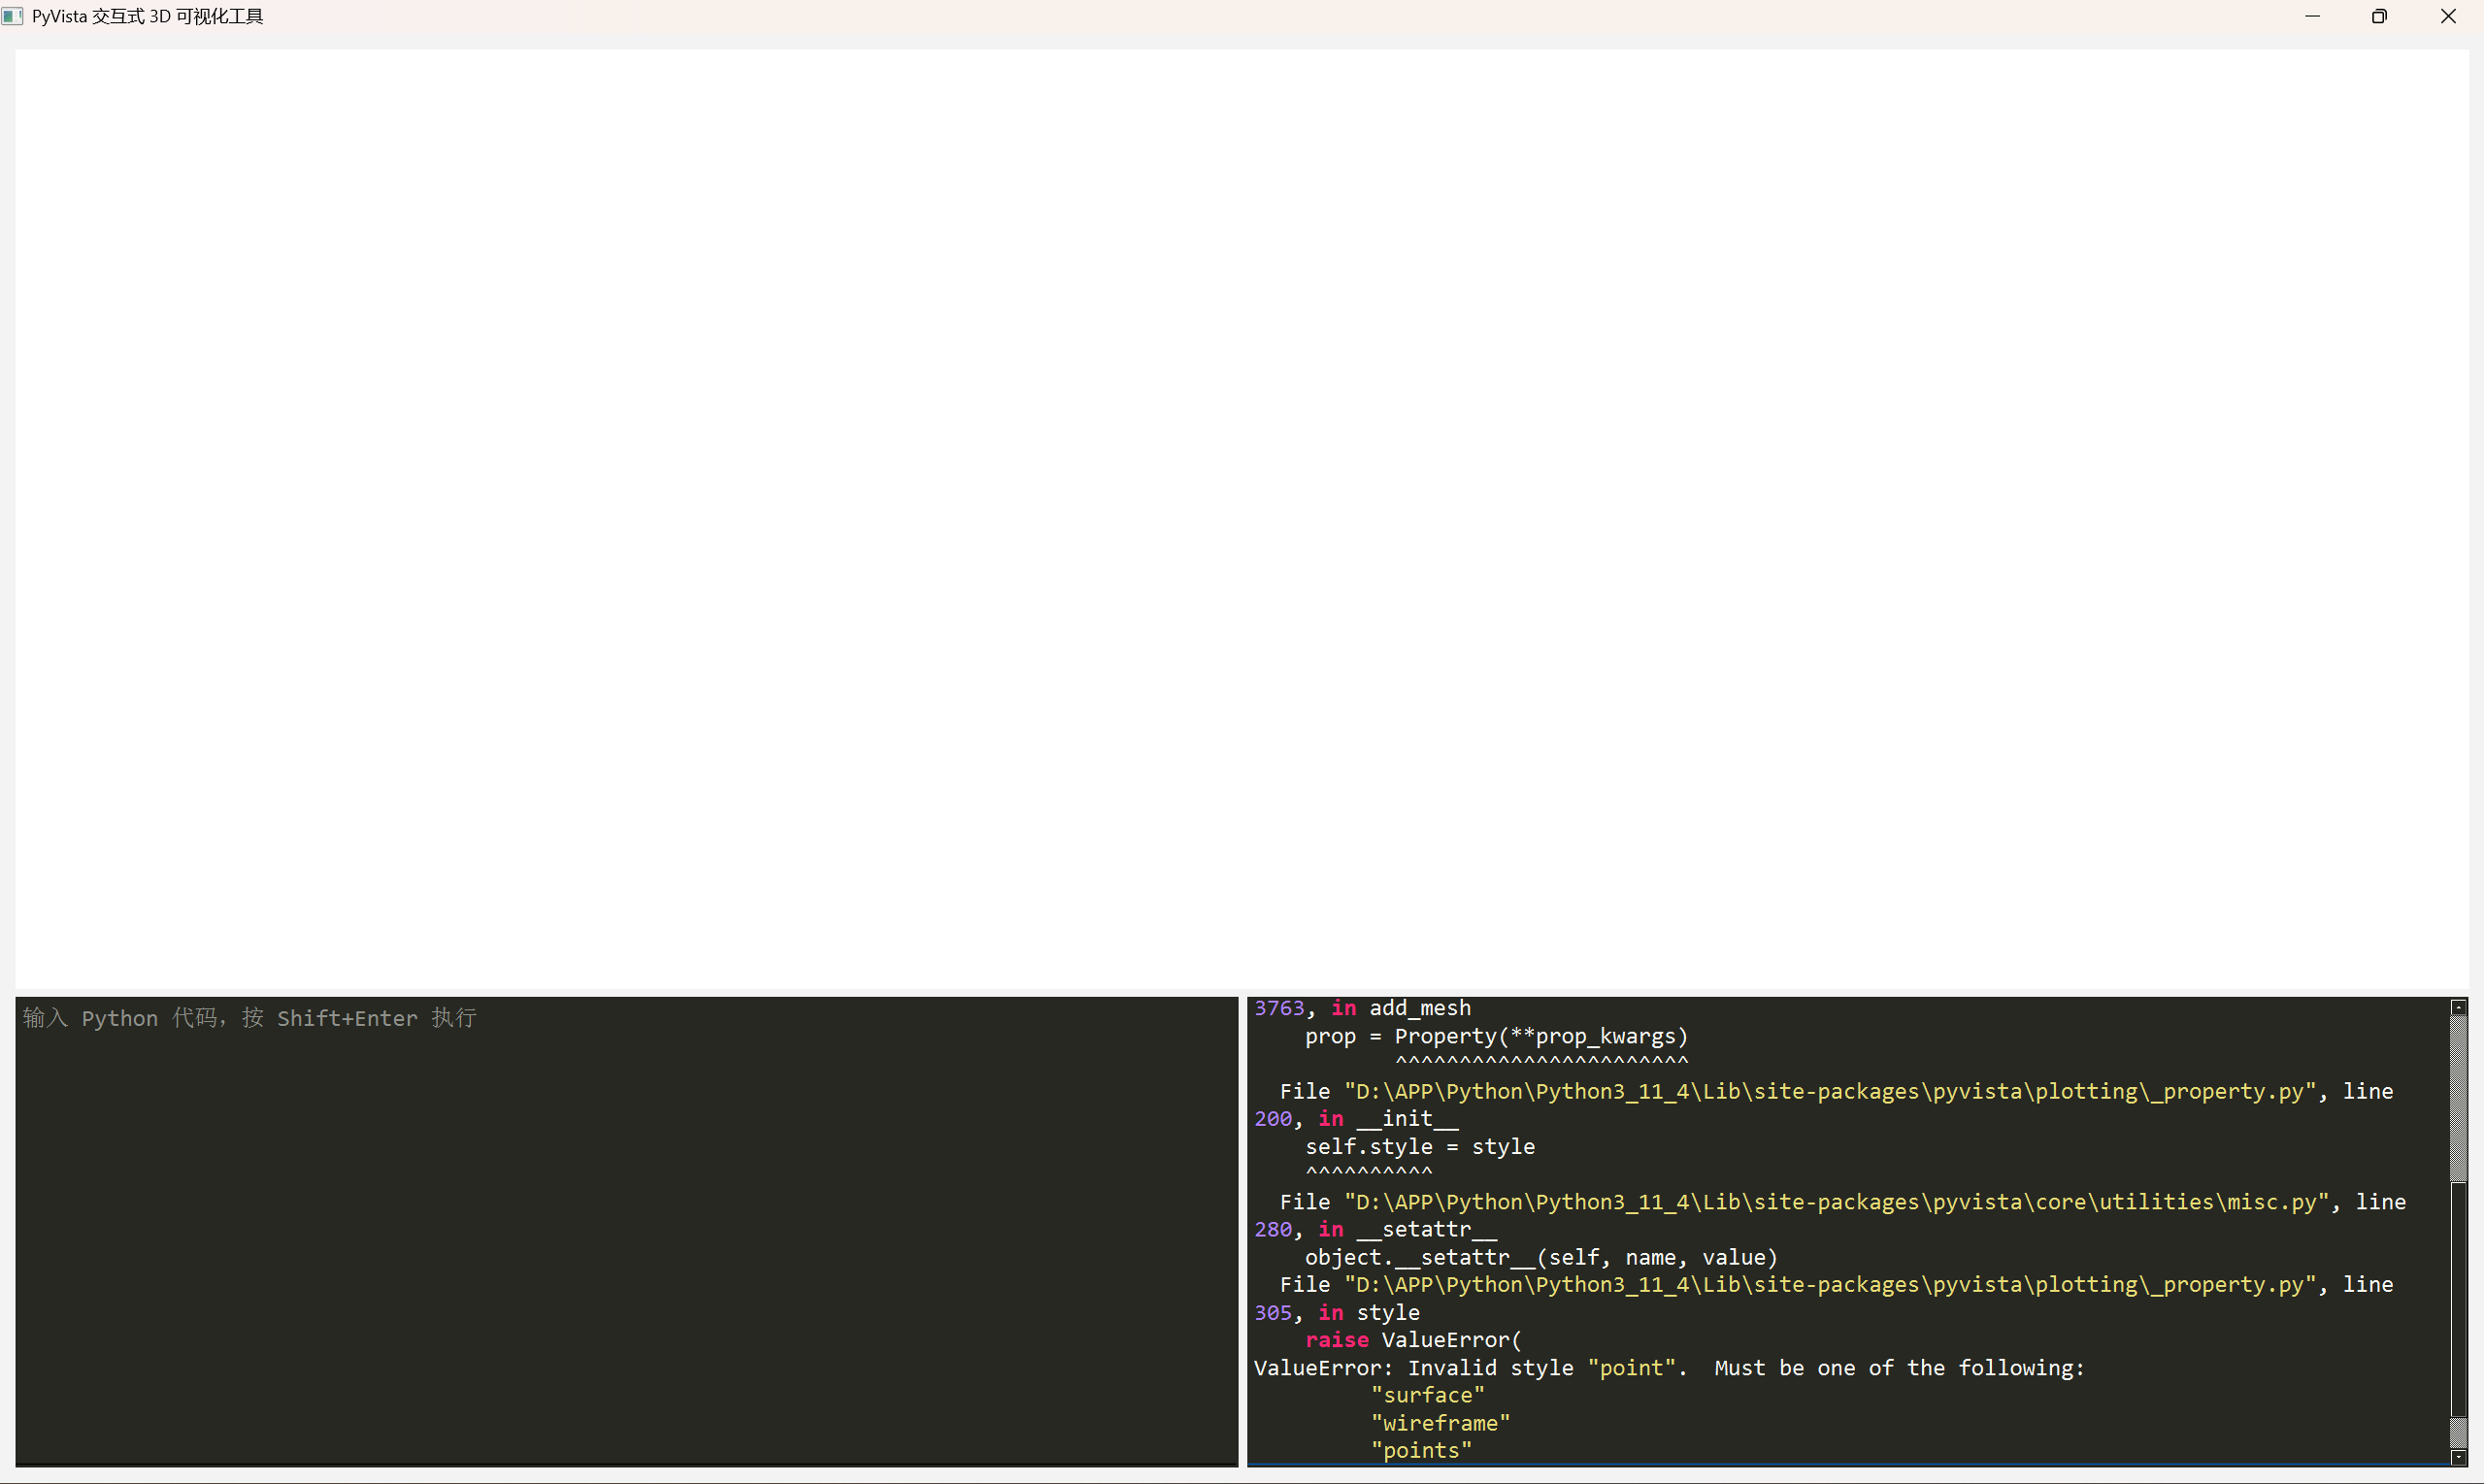 PyVista 交互式 3D 可视化工具
输入 Python 代码，按 Shift+Enter 执行
3763, in add_mesh
    prop = Property(**prop_kwargs)
           ^^^^^^^^^^^^^^^^^^^^^^^
  File "D:\APP\Python\Python3_11_4\Lib\site-packages\pyvista\plotting\_property.py", line
200, in __init__
    self.style = style
    ^^^^^^^^^^
  File "D:\APP\Python\Python3_11_4\Lib\site-packages\pyvista\core\utilities\misc.py", line
280, in __setattr__
    object.__setattr__(self, name, value)
  File "D:\APP\Python\Python3_11_4\Lib\site-packages\pyvista\plotting\_property.py", line
305, in style
    raise ValueError(
ValueError: Invalid style "point".  Must be one of the following:
         "surface"
         "wireframe"
         "points"